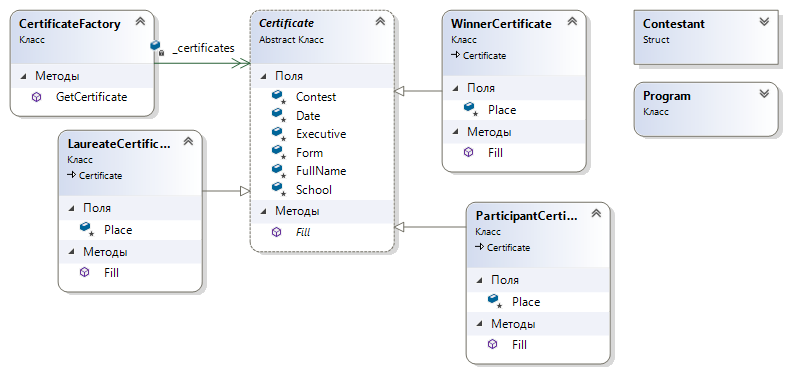 CertificateFactory
Класс
Методы
GetCertificate
_certificates
Certificate
Abstract Класс
Поля
Contest
Date
Executive
Form
FullName
School
Методы
Fill
WinnerCertificate
Класс
Certificate
Поля
Place
Методы
Fill
Contestant
Struct
Program
Класс
LaureateCertific...
Класс
Certificate
Поля
Place
Методы
Fill
ParticipantCerti...
Класс
Certificate
Поля
Place
Методы
Fill